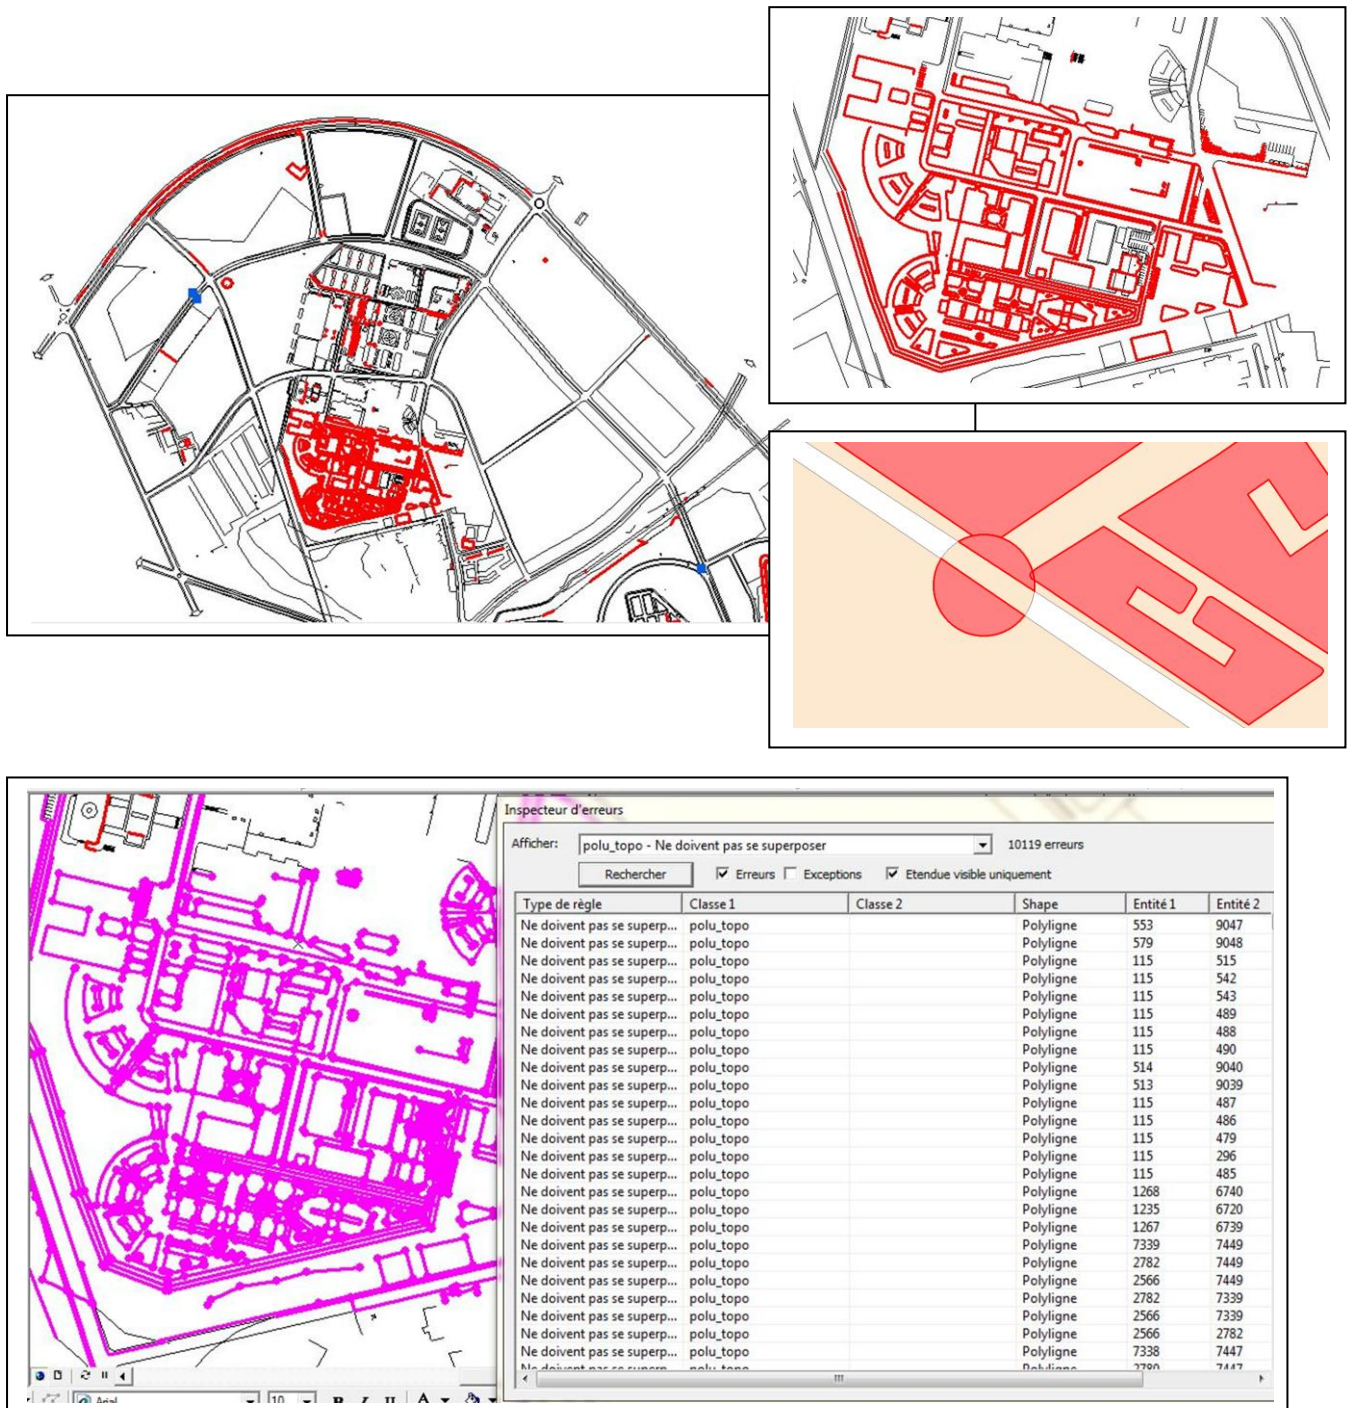 Inspecteur d'erreurs
Afficher: polu_topo - Ne doivent pas se superposer 10119 erreurs
Rechercher Erreurs Exceptions Etendue visible uniquement
Type de règle Classe 1 Classe 2 Shape Entité 1 Entité 2
Ne doivent pas se superp... polu_topo Polyligne 553 9047
Ne doivent pas se superp... polu_topo Polyligne 579 9048
Ne doivent pas se superp... polu_topo Polyligne 115 515
Ne doivent pas se superp... polu_topo Polyligne 115 542
Ne doivent pas se superp... polu_topo Polyligne 115 543
Ne doivent pas se superp... polu_topo Polyligne 115 489
Ne doivent pas se superp... polu_topo Polyligne 115 488
Ne doivent pas se superp... polu_topo Polyligne 115 490
Ne doivent pas se superp... polu_topo Polyligne 514 9040
Ne doivent pas se superp... polu_topo Polyligne 513 9039
Ne doivent pas se superp... polu_topo Polyligne 115 487
Ne doivent pas se superp... polu_topo Polyligne 115 486
Ne doivent pas se superp... polu_topo Polyligne 115 479
Ne doivent pas se superp... polu_topo Polyligne 115 296
Ne doivent pas se superp... polu_topo Polyligne 115 485
Ne doivent pas se superp... polu_topo Polyligne 1268 6740
Ne doivent pas se superp... polu_topo Polyligne 1235 6720
Ne doivent pas se superp... polu_topo Polyligne 1267 6739
Ne doivent pas se superp... polu_topo Polyligne 7339 7449
Ne doivent pas se superp... polu_topo Polyligne 2782 7449
Ne doivent pas se superp... polu_topo Polyligne 2566 7449
Ne doivent pas se superp... polu_topo Polyligne 2782 7339
Ne doivent pas se superp... polu_topo Polyligne 2566 7339
Ne doivent pas se superp... polu_topo Polyligne 2566 2782
Ne doivent pas se superp... polu_topo Polyligne 7338 7447
Ne doivent pas se superp... polu_topo Polyligne 2780 7447
Arial 10 B I U A